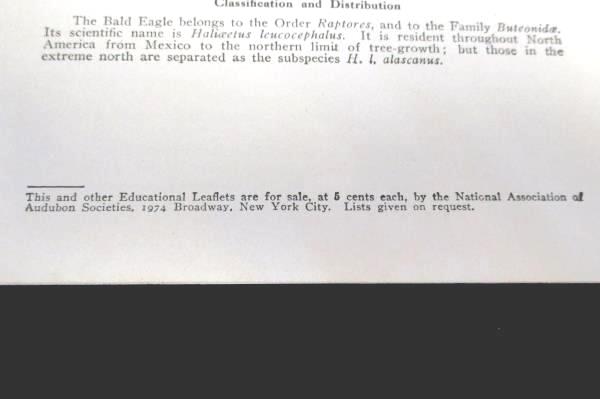 Classification and Distribution
The Bald Eagle belongs to the Order Raptores, and to the Family Buteonidæ.
Its scientific name is Haliæetus leucocephalus. It is resident throughout North
America from Mexico to the northern limit of tree-growth; but those in the
extreme north are separated as the subspecies H. l. alascanus.
This and other Educational Leaflets are for sale, at 5 cents each, by the National Association of
Audubon Societies, 1974 Broadway, New York City. Lists given on request.